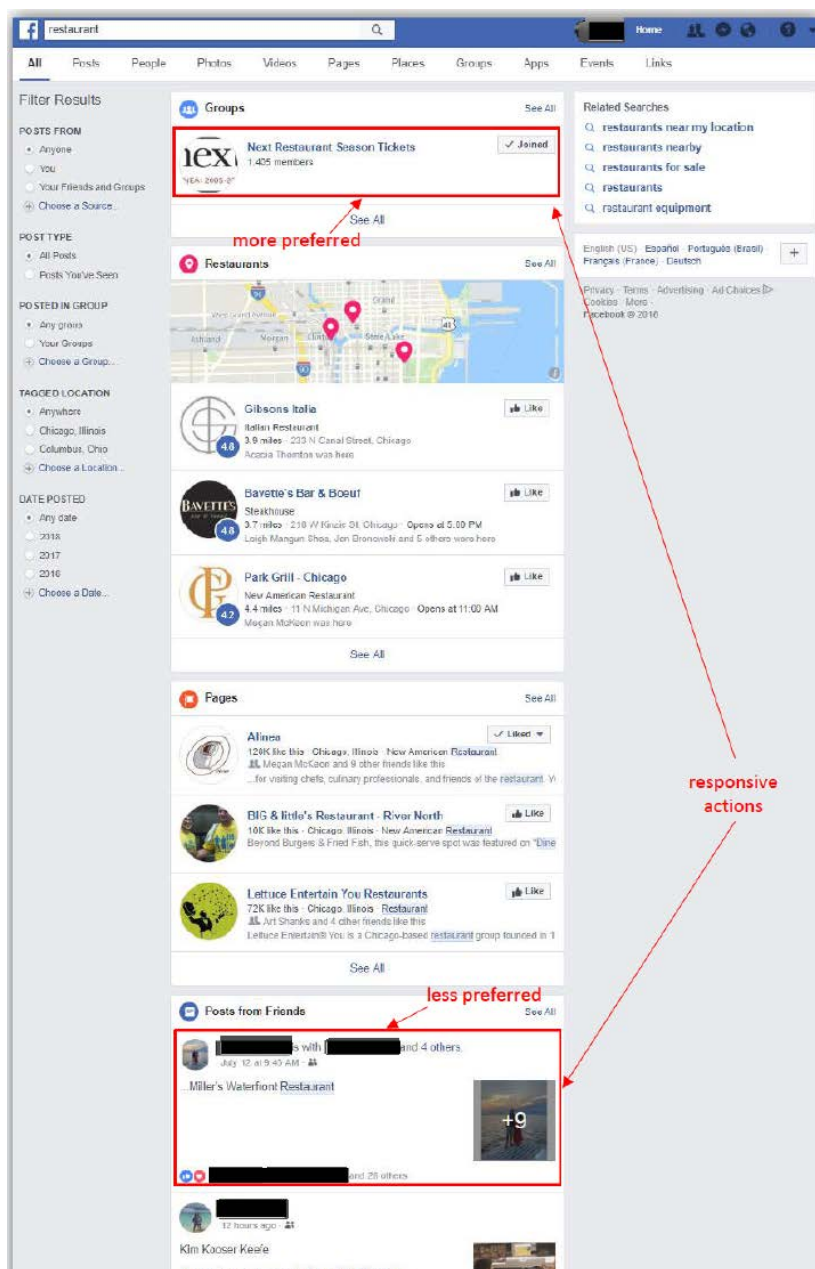 restaurant
Home
All Posts People Photos Videos Pages Places Groups Apps Events Links
Filter Results
POSTS FROM
Anyone
You
Your Friends and Groups
Choose a Source...
POST TYPE
All Posts
Posts You've Seen
POSTED IN GROUP
Any group
Your Groups
Choose a Group...
TAGGED LOCATION
Anywhere
Chicago, Illinois
Columbus, Ohio
Choose a Location...
DATE POSTED
Any date
2018
2017
2016
Choose a Date...
Groups See All
Next Restaurant Season Tickets
Joined
1,405 members
more preferred
See All
Restaurants See All
Grand
Ashland
Morgan
Clinton
State/Lake
41
90
Gibsons Italia
Like
Italian Restaurant
3.9 miles · 233 N Canal Street, Chicago
Acacia Thornton was here
4.6
Bavette's Bar & Boeuf
Like
BAVETTE'S
Steakhouse
3.7 miles · 218 W Kinzie St, Chicago · Opens at 5:00 PM
Leigh Mangun Shea, Jen Bronowski and 5 others were here
4.8
Park Grill - Chicago
Like
New American Restaurant
4.4 miles · 11 N Michigan Ave, Chicago · Opens at 11:00 AM
Megan McKeon was here
4.2
See All
Pages See All
Alinea
Liked
120K like this · Chicago, Illinois · New American Restaurant
Megan McKeon and 9 other friends like this
...for visiting chefs, culinary professionals, and friends of the restaurant.
BIG & little's Restaurant - River North
Like
10K like this · Chicago, Illinois · New American Restaurant
Beyond Burgers & Fried Fish, this quick-serve spot was featured on "Dine
Lettuce Entertain You Restaurants
Like
72K like this · Chicago, Illinois · Restaurant
Art Shanks and 4 other friends like this
Lettuce Entertain® You is a Chicago-based restaurant group founded in 1
See All
less preferred
Posts from Friends See All
is with and 4 others.
July 12 at 9:45 AM
...Miller's Waterfront Restaurant
+9
and 28 others
12 hours ago
Kim Kooser Keefe
Related Searches
restaurants near my location
restaurants nearby
restaurants for sale
restaurants
restaurant equipment
English (US) · Español · Português (Brasil) ·
Français (France) · Deutsch
Privacy · Terms · Advertising · Ad Choices
Cookies · More ·
Facebook © 2018
responsive
actions